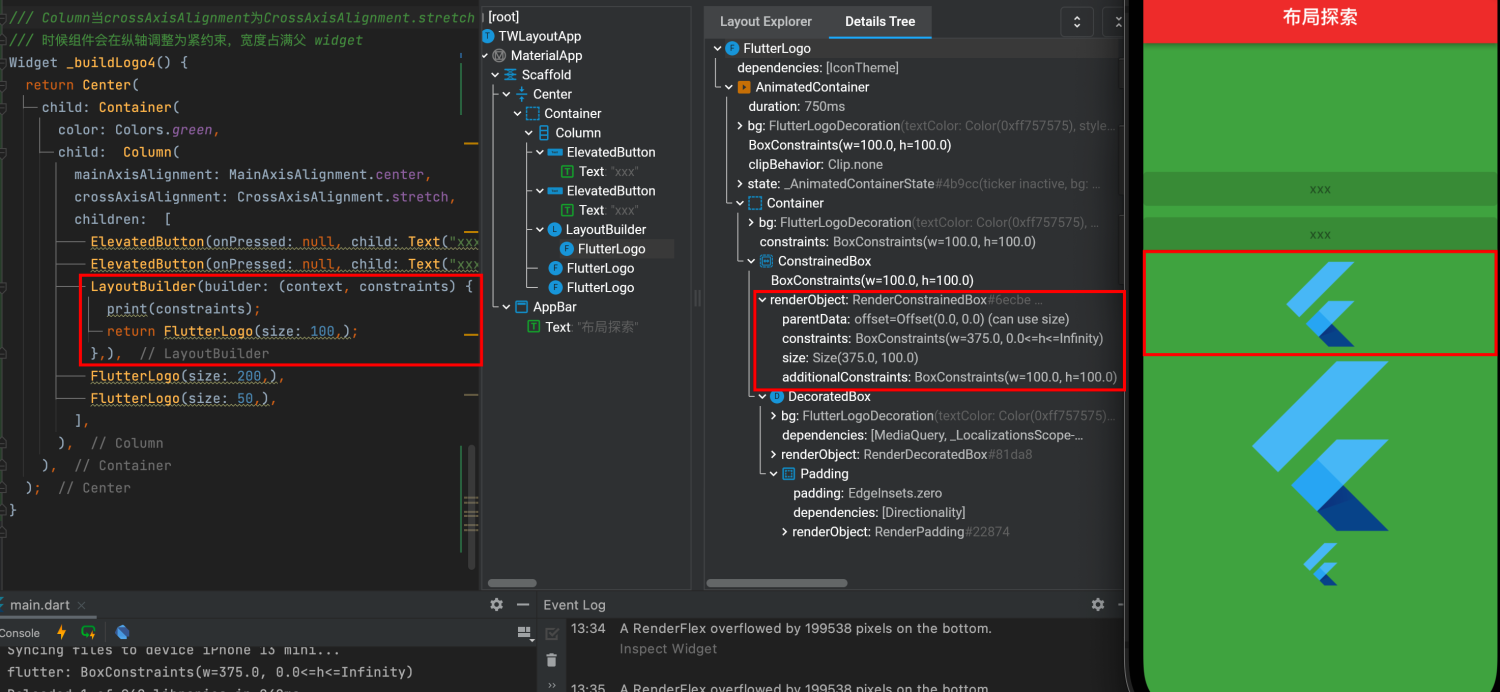 /// Column当crossAxisAlignment为CrossAxisAlignment.stretch
/// 时候组件会在纵轴调整为紧约束，宽度占满父 widget
Widget _buildLogo4() {
return Center(
child: Container(
color: Colors.green,
child:  Column(
mainAxisAlignment: MainAxisAlignment.center,
crossAxisAlignment: CrossAxisAlignment.stretch,
children:  [
ElevatedButton(onPressed: null, child: Text("xxx
ElevatedButton(onPressed: null, child: Text("xxx
LayoutBuilder(builder: (context, constraints) {
print(constraints);
return FlutterLogo(size: 100,);
},),  // LayoutBuilder
FlutterLogo(size: 200,),
FlutterLogo(size: 50,),
],
),  // Column
),  // Container
);  // Center
}
[root]
TWLayoutApp
MaterialApp
Scaffold
Center
Container
Column
ElevatedButton
Text: "xxx"
ElevatedButton
Text: "xxx"
LayoutBuilder
FlutterLogo
FlutterLogo
FlutterLogo
AppBar
Text: "布局探索"
Layout Explorer
Details Tree
FlutterLogo
dependencies: [IconTheme]
AnimatedContainer
duration: 750ms
bg: FlutterLogoDecoration(textColor: Color(0xff757575), style...
BoxConstraints(w=100.0, h=100.0)
clipBehavior: Clip.none
state: _AnimatedContainerState#4b9cc(ticker inactive, bg: ...
Container
bg: FlutterLogoDecoration(textColor: Color(0xff757575), ...
constraints: BoxConstraints(w=100.0, h=100.0)
ConstrainedBox
BoxConstraints(w=100.0, h=100.0)
renderObject: RenderConstrainedBox#6ecbe ...
parentData: offset=Offset(0.0, 0.0) (can use size)
constraints: BoxConstraints(w=375.0, 0.0<=h<=Infinity)
size: Size(375.0, 100.0)
additionalConstraints: BoxConstraints(w=100.0, h=100.0)
DecoratedBox
bg: FlutterLogoDecoration(textColor: Color(0xff757575)...
dependencies: [MediaQuery, _LocalizationsScope-...
renderObject: RenderDecoratedBox#81da8
Padding
padding: EdgeInsets.zero
dependencies: [Directionality]
renderObject: RenderPadding#22874
布局探索
xxx
xxx
main.dart
Console
Syncing files to device iPhone 13 mini...
flutter: BoxConstraints(w=375.0, 0.0<=h<=Infinity)
Event Log
13:34 A RenderFlex overflowed by 199538 pixels on the bottom.
Inspect Widget
13:35 A RenderFlex overflowed by 199538 pixels on the bottom.